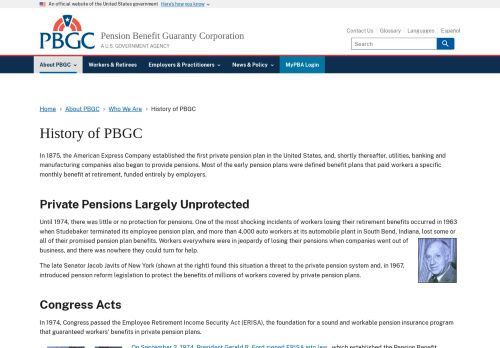 An official website of the United States government Here's how you know
PBGC
Pension Benefit Guaranty Corporation
A U.S. GOVERNMENT AGENCY
Contact Us Glossary Languages Español
Search
About PBGC Workers & Retirees Employers & Practitioners News & Policy MyPBA Login
Home › About PBGC › Who We Are › History of PBGC
History of PBGC
In 1875, the American Express Company established the first private pension plan in the United States, and, shortly thereafter, utilities, banking and
manufacturing companies also began to provide pensions. Most of the early pension plans were defined benefit plans that paid workers a specific
monthly benefit at retirement, funded entirely by employers.
Private Pensions Largely Unprotected
Until 1974, there was little or no protection for pensions. One of the most shocking incidents of workers losing their retirement benefits occurred in 1963
when Studebaker terminated its employee pension plan, and more than 4,000 auto workers at its automobile plant in South Bend, Indiana, lost some or
all of their promised pension plan benefits. Workers everywhere were in jeopardy of losing their pensions when companies went out of
business, and there was nowhere they could turn for help.
The late Senator Jacob Javits of New York (shown at the right) found this situation a threat to the private pension system and, in 1967,
introduced pension reform legislation to protect the benefits of millions of workers covered by private pension plans.
Congress Acts
In 1974, Congress passed the Employee Retirement Income Security Act (ERISA), the foundation for a sound and workable pension insurance program
that guaranteed workers' benefits in private pension plans.
On September 2, 1974, President Gerald R. Ford signed ERISA into law, which established the Pension Benefit